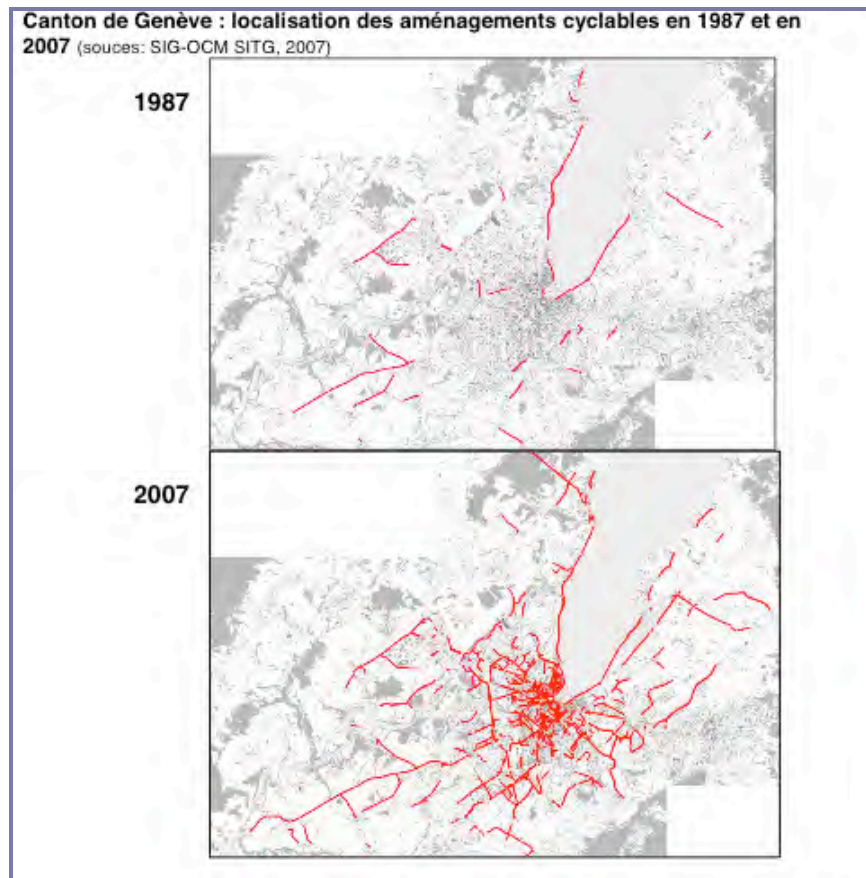 Canton de Genève : localisation des aménagements cyclables en 1987 et en
2007 (souces: SIG-OCM SITG, 2007)
1987
2007